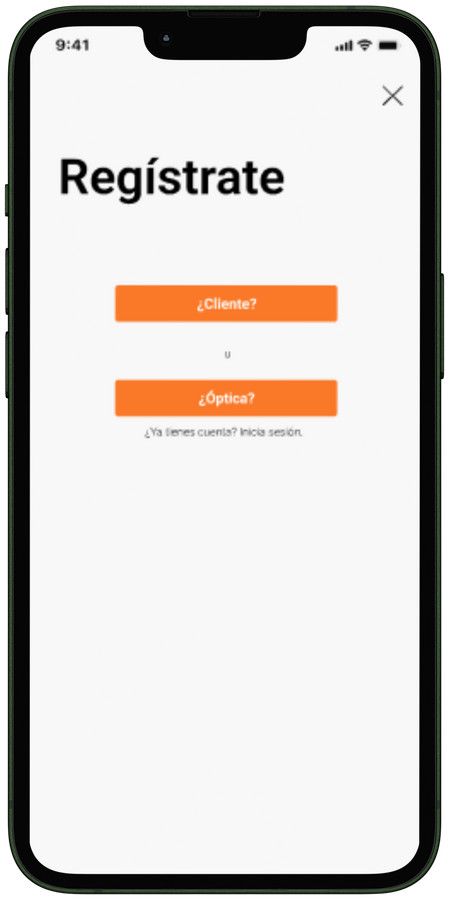 9:41
Regístrate
¿Cliente?
u
¿Óptica?
¿Ya tienes cuenta? Inicia sesión.